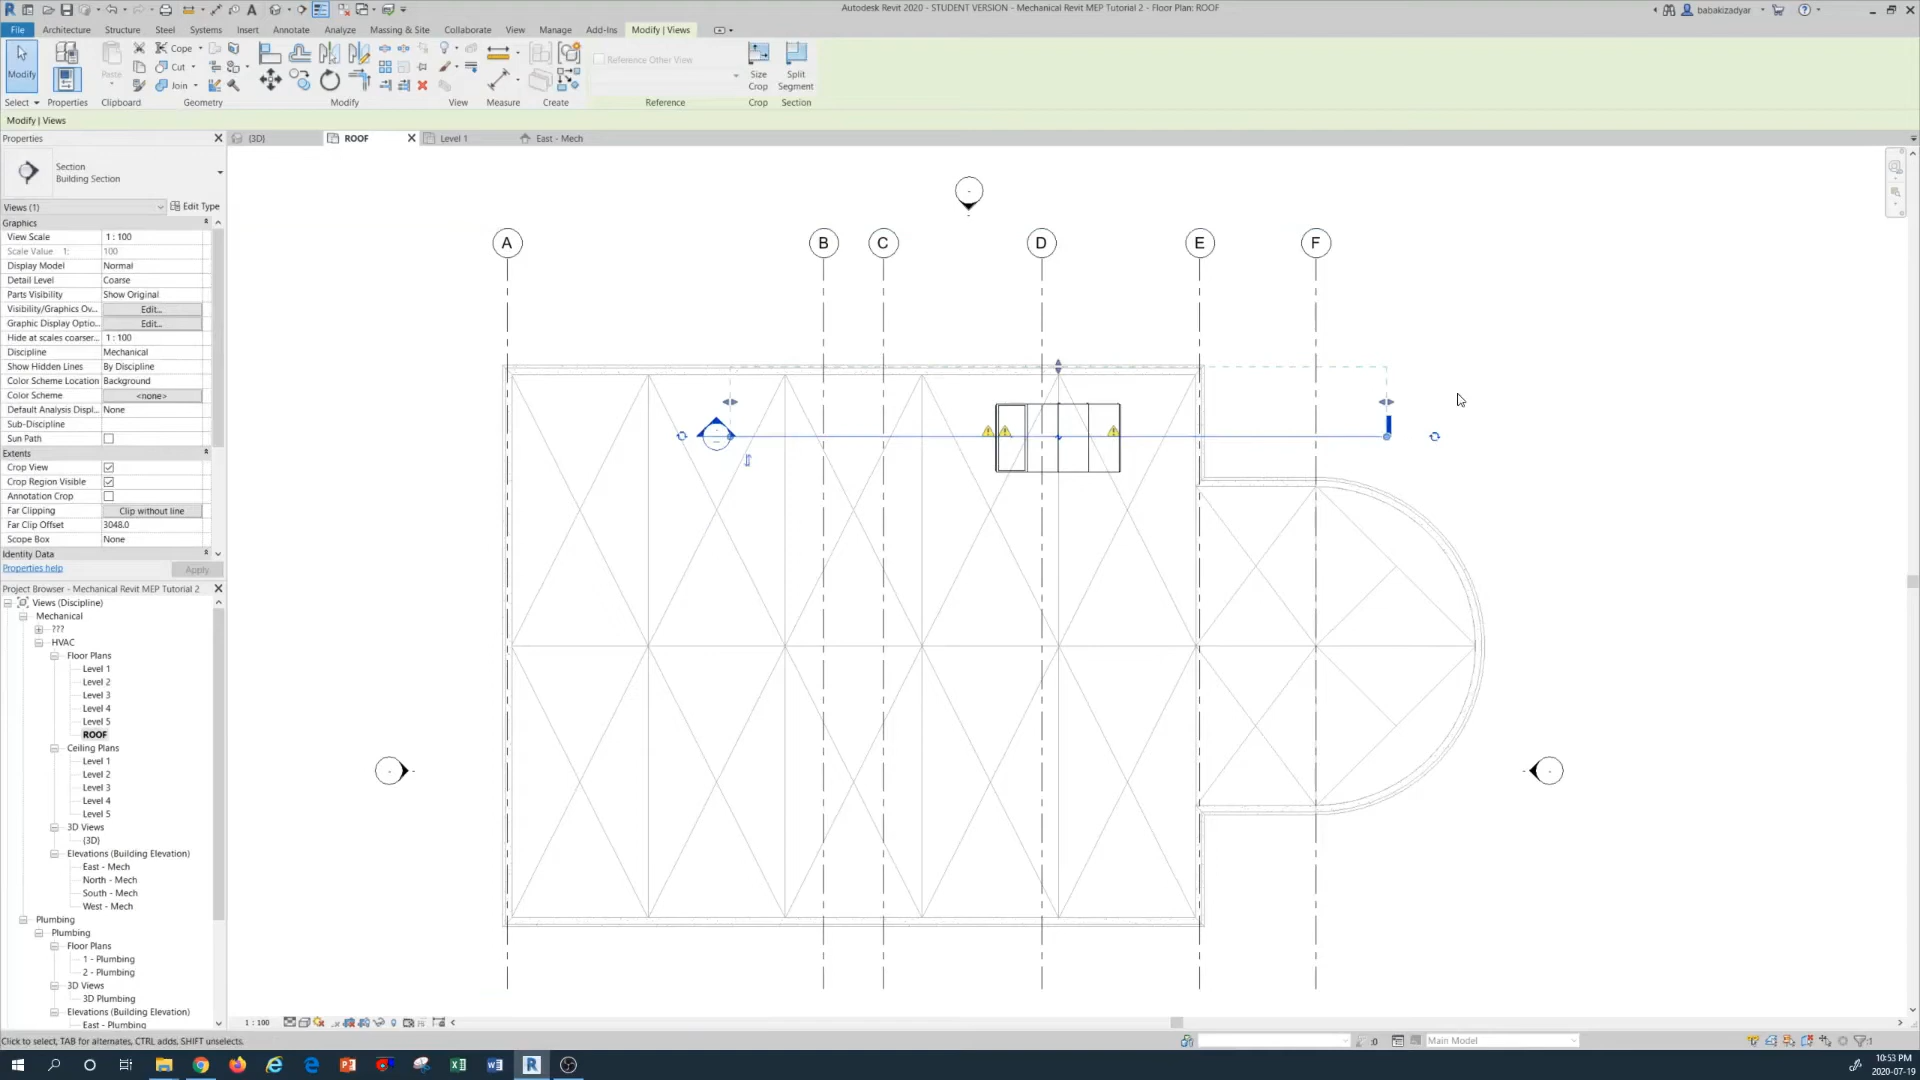 Autodesk Revit 2020 - STUDENT VERSION - Mechanical Revit MEP Tutorial 2 - Floor Plan: ROOF
babakizadyar
File Architecture Structure Steel Systems Insert Annotate Analyze Massing & Site Collaborate View Manage Add-Ins Modify | Views
Modify
Paste
Cope
Cut
Join
Reference Other View
Size Crop
Split Segment
Select Properties Clipboard Geometry Modify View Measure Create Reference Crop Section
Modify | Views
Properties
{3D} ROOF Level 1 East - Mech
Section
Building Section
Views (1) Edit Type
Graphics
View Scale 1 : 100
Scale Value 1: 100
Display Model Normal
Detail Level Coarse
Parts Visibility Show Original
Visibility/Graphics Ov... Edit...
Graphic Display Optio... Edit...
Hide at scales coarser... 1 : 100
Discipline Mechanical
Show Hidden Lines By Discipline
Color Scheme Location Background
Color Scheme <none>
Default Analysis Displ... None
Sub-Discipline
Sun Path
Extents
Crop View
Crop Region Visible
Annotation Crop
Far Clipping Clip without line
Far Clip Offset 3048.0
Scope Box None
Identity Data
Properties help Apply
Project Browser - Mechanical Revit MEP Tutorial 2
Views (Discipline)
Mechanical
???
HVAC
Floor Plans
Level 1
Level 2
Level 3
Level 4
Level 5
ROOF
Ceiling Plans
Level 1
Level 2
Level 3
Level 4
Level 5
3D Views
{3D}
Elevations (Building Elevation)
East - Mech
North - Mech
South - Mech
West - Mech
Plumbing
Plumbing
Floor Plans
1 - Plumbing
2 - Plumbing
3D Views
3D Plumbing
Elevations (Building Elevation)
East - Plumbing
A B C D E F
1 : 100
Click to select, TAB for alternates, CTRL adds, SHIFT unselects.
:0
Main Model
:1
10:53 PM
2020-07-19